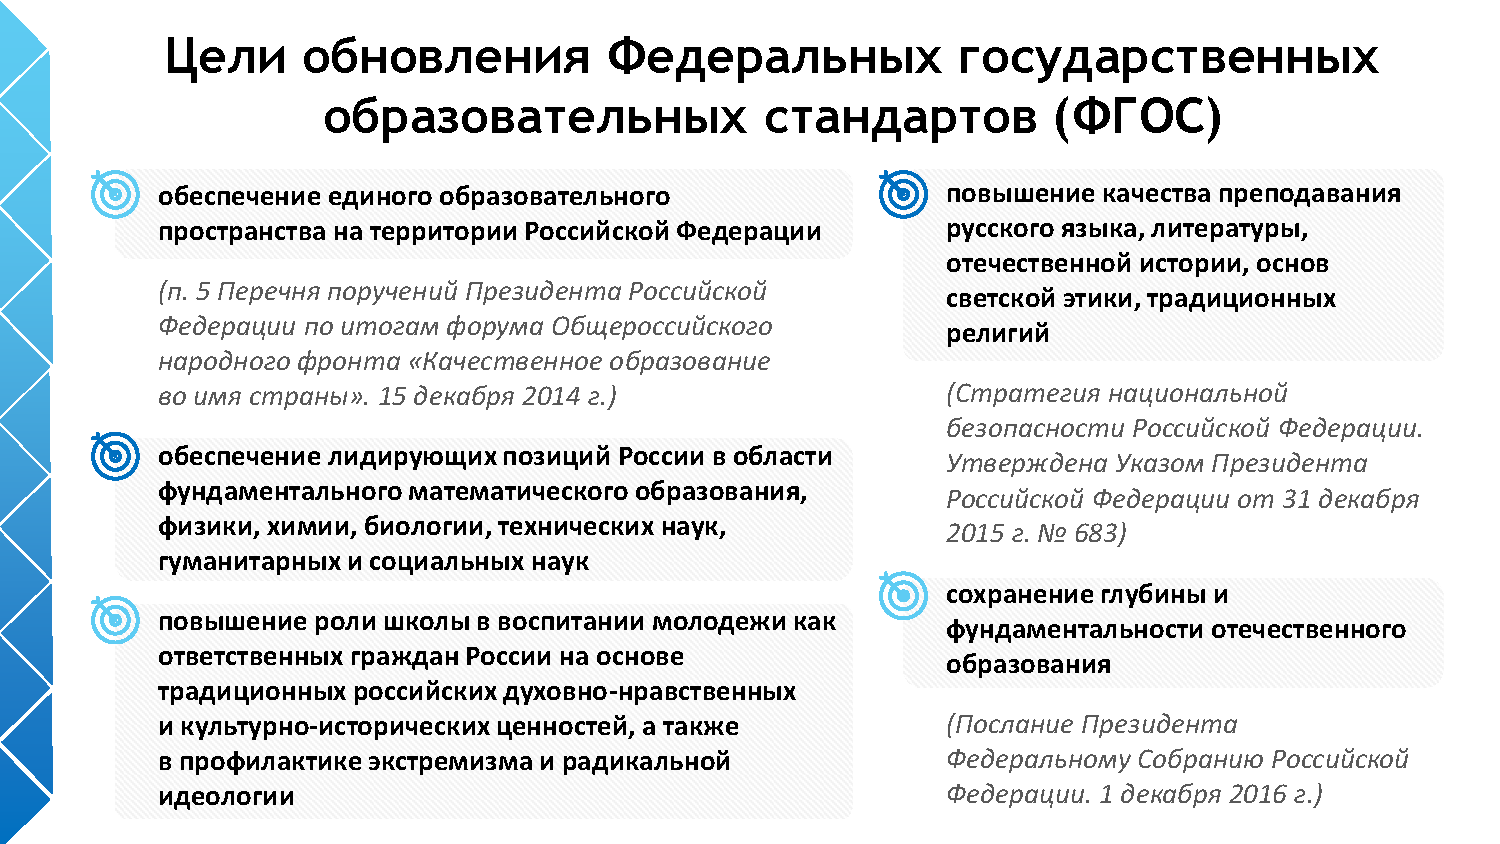 Цели обновления Федеральных государственных
образовательных стандартов (ФГОС)
обеспечение единого образовательного
пространства на территории Российской Федерации
(п. 5 Перечня поручений Президента Российской
Федерации по итогам форума Общероссийского
народного фронта «Качественное образование
во имя страны». 15 декабря 2014 г.)
обеспечение лидирующих позиций России в области
фундаментального математического образования,
физики, химии, биологии, технических наук,
гуманитарных и социальных наук
повышение роли школы в воспитании молодежи как
ответственных граждан России на основе
традиционных российских духовно-нравственных
и культурно-исторических ценностей, а также
в профилактике экстремизма и радикальной
идеологии
повышение качества преподавания
русского языка, литературы,
отечественной истории, основ
светской этики, традиционных
религий
(Стратегия национальной
безопасности Российской Федерации.
Утверждена Указом Президента
Российской Федерации от 31 декабря
2015 г. № 683)
сохранение глубины и
фундаментальности отечественного
образования
(Послание Президента
Федеральному Собранию Российской
Федерации. 1 декабря 2016 г.)